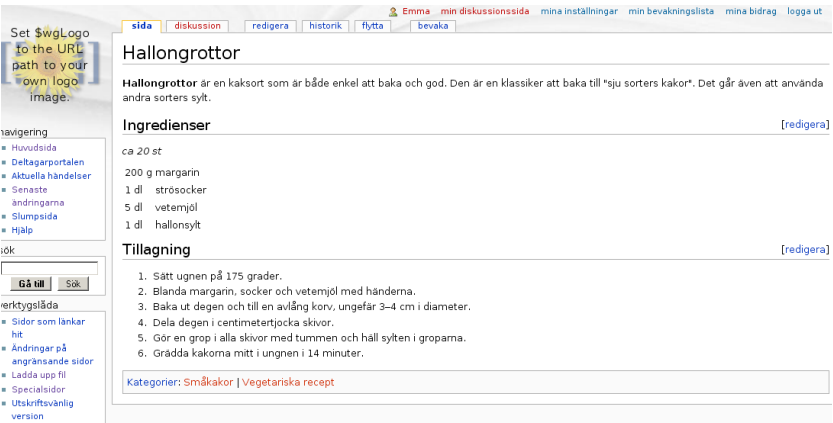 Emma min diskussionssida mina inställningar min bevakningslista mina bidrag logga ut
sida diskussion redigera historik flytta bevaka
Set $wgLogo
to the URL
path to your
own logo
image.
navigering
Huvudsida
Deltagarportalen
Aktuella händelser
Senaste
ändringarna
Slumpsida
Hjälp
sök
Gå till Sök
verktygslåda
Sidor som länkar
hit
Ändringar på
angränsande sidor
Ladda upp fil
Specialsidor
Utskriftsvänlig
version
Hallongrottor
Hallongrottor är en kaksort som är både enkel att baka och god. Den är en klassiker att baka till "sju sorters kakor". Det går även att använda
andra sorters sylt.
Ingredienser [redigera]
ca 20 st
200 g margarin
1 dl strösocker
5 dl vetemjöl
1 dl hallonsylt
Tillagning [redigera]
1. Sätt ugnen på 175 grader.
2. Blanda margarin, socker och vetemjöl med händerna.
3. Baka ut degen och till en avlång korv, ungefär 3–4 cm i diameter.
4. Dela degen i centimetertjocka skivor.
5. Gör en grop i alla skivor med tummen och häll sylten i groparna.
6. Grädda kakorna mitt i ungnen i 14 minuter.
Kategorier: Småkakor | Vegetariska recept